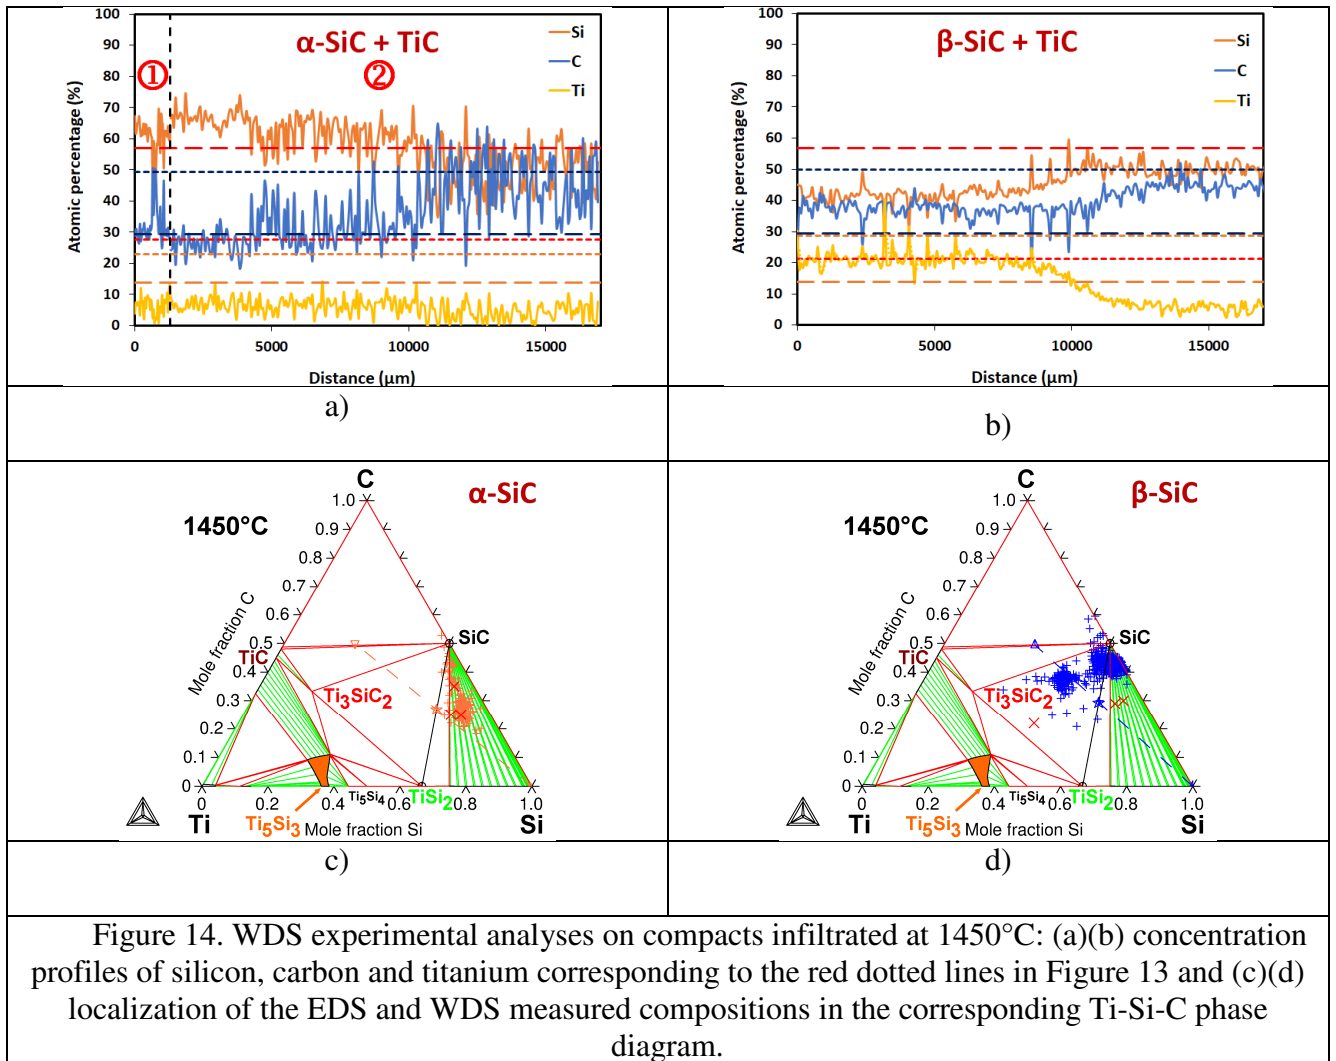 α-SiC + TiC
Si
C
Ti
①
②
Atomic percentage (%)
100
90
80
70
60
50
40
30
20
10
0
0
5000
10000
15000
Distance (µm)
a)
β-SiC + TiC
Si
C
Ti
Atomic percentage (%)
100
90
80
70
60
50
40
30
20
10
0
0
5000
10000
15000
Distance (µm)
b)
C
α-SiC
1450°C
1.0
0.9
0.8
0.7
0.6
0.5
0.4
0.3
0.2
0.1
0
Mole fraction C
SiC
TiC
Ti3SiC2
Ti5Si4
TiSi2
0
0.2
0.4
0.6
0.8
1.0
Ti
Ti5Si3
Mole fraction Si
Si
c)
C
β-SiC
1450°C
1.0
0.9
0.8
0.7
0.6
0.5
0.4
0.3
0.2
0.1
0
Mole fraction C
SiC
TiC
Ti3SiC2
Ti5Si4
TiSi2
0
0.2
0.4
0.6
0.8
1.0
Ti
Ti5Si3
Mole fraction Si
Si
d)
Figure 14. WDS experimental analyses on compacts infiltrated at 1450°C: (a)(b) concentration
profiles of silicon, carbon and titanium corresponding to the red dotted lines in Figure 13 and (c)(d)
localization of the EDS and WDS measured compositions in the corresponding Ti-Si-C phase
diagram.